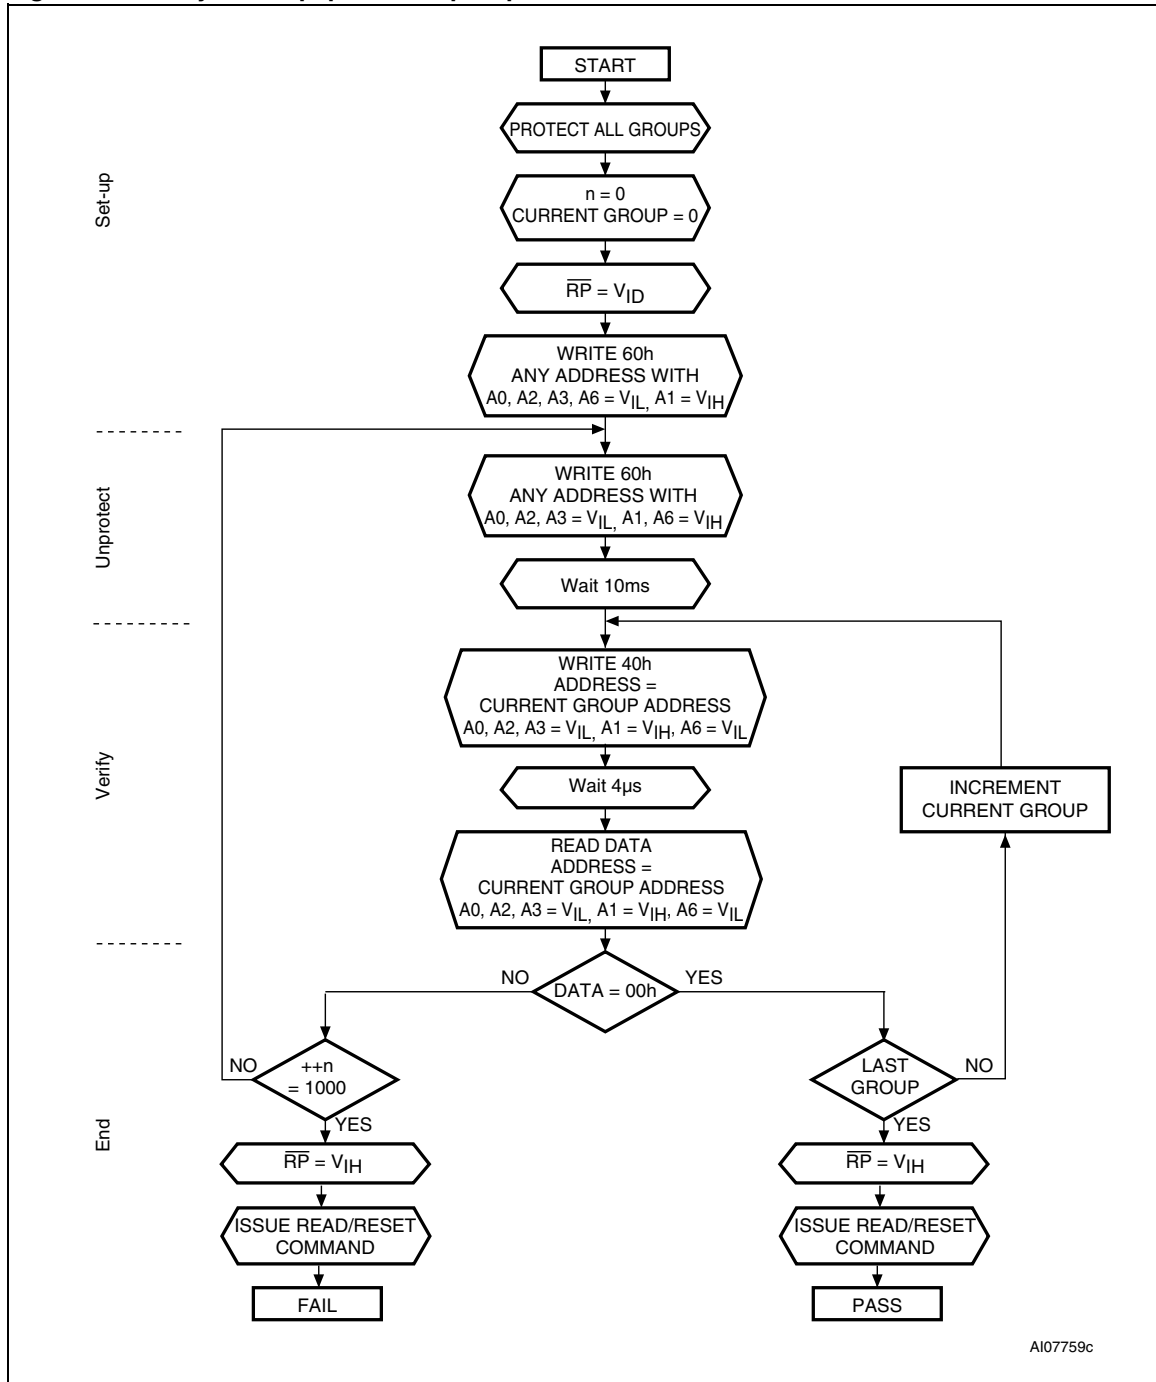 START
PROTECT ALL GROUPS
n = 0
CURRENT GROUP = 0
Set-up
RP = VID
WRITE 60h
ANY ADDRESS WITH
A0, A2, A3, A6 = VIL, A1 = VIH
WRITE 60h
ANY ADDRESS WITH
A0, A2, A3 = VIL, A1, A6 = VIH
Unprotect
Wait 10ms
WRITE 40h
ADDRESS =
CURRENT GROUP ADDRESS
A0, A2, A3 = VIL, A1 = VIH, A6 = VIL
Verify
Wait 4µs
INCREMENT
CURRENT GROUP
READ DATA
ADDRESS =
CURRENT GROUP ADDRESS
A0, A2, A3 = VIL, A1 = VIH, A6 = VIL
NO
DATA = 00h
YES
NO
++n
= 1000
YES
LAST
GROUP
NO
YES
End
RP = VIH
RP = VIH
ISSUE READ/RESET
COMMAND
ISSUE READ/RESET
COMMAND
FAIL
PASS
AI07759c